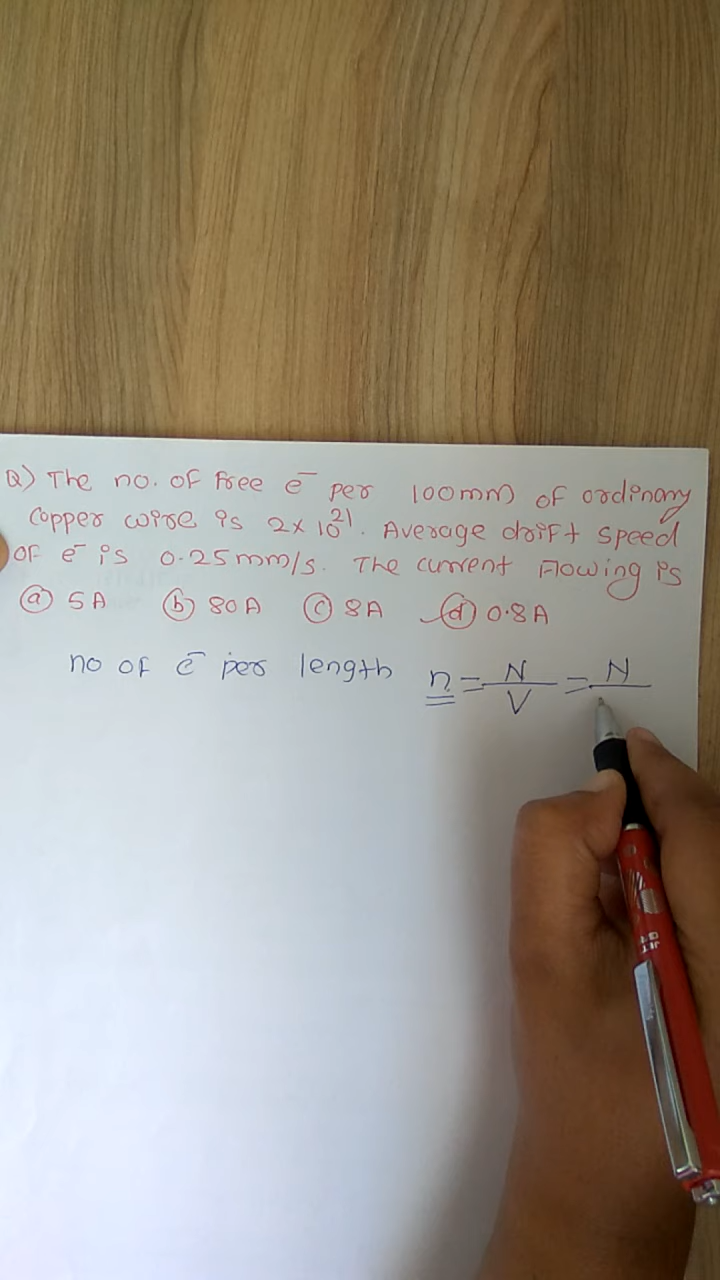 Q) The no. of free e⁻ per 100mm of ordinary
copper wire is 2×10²¹. Average drift speed
of e⁻ is 0.25mm/s. The current flowing is
(a) 5A (b) 80A (c) 8A (d) 0.8A
no of e⁻ per length n = N/V = N